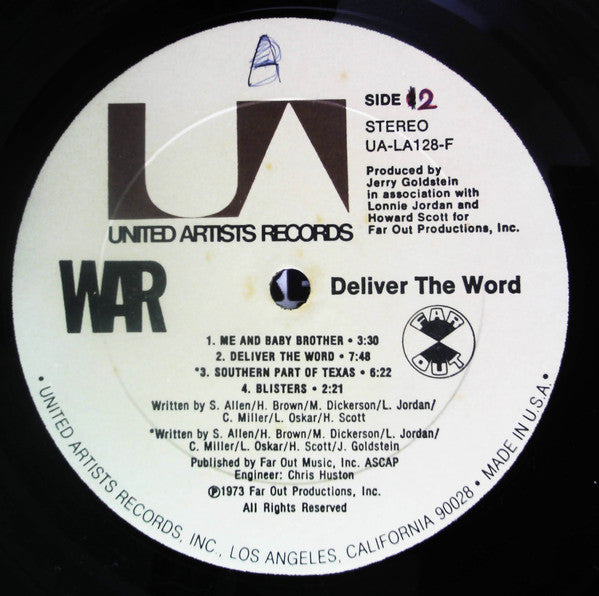 A
SIDE 2
STEREO
UA-LA128-F
Produced by
Jerry Goldstein
in association with
Lonnie Jordan and
Howard Scott for
Far Out Productions, Inc.
UA
UNITED ARTISTS RECORDS
WAR
Deliver The Word
FAR
OUT
1. ME AND BABY BROTHER • 3:30
2. DELIVER THE WORD • 7:48
*3. SOUTHERN PART OF TEXAS • 6:22
4. BLISTERS • 2:21
Written by S. Allen/H. Brown/M. Dickerson/L. Jordan/
C. Miller/L. Oskar/H. Scott
*Written by S. Allen/H. Brown/M. Dickerson/L. Jordan/
C. Miller/L. Oskar/H. Scott/J. Goldstein
Published by Far Out Music, Inc. ASCAP
Engineer: Chris Huston
℗1973 Far Out Productions, Inc.
All Rights Reserved
• UNITED ARTISTS RECORDS, INC., LOS ANGELES, CALIFORNIA 90028 • MADE IN U.S.A. •